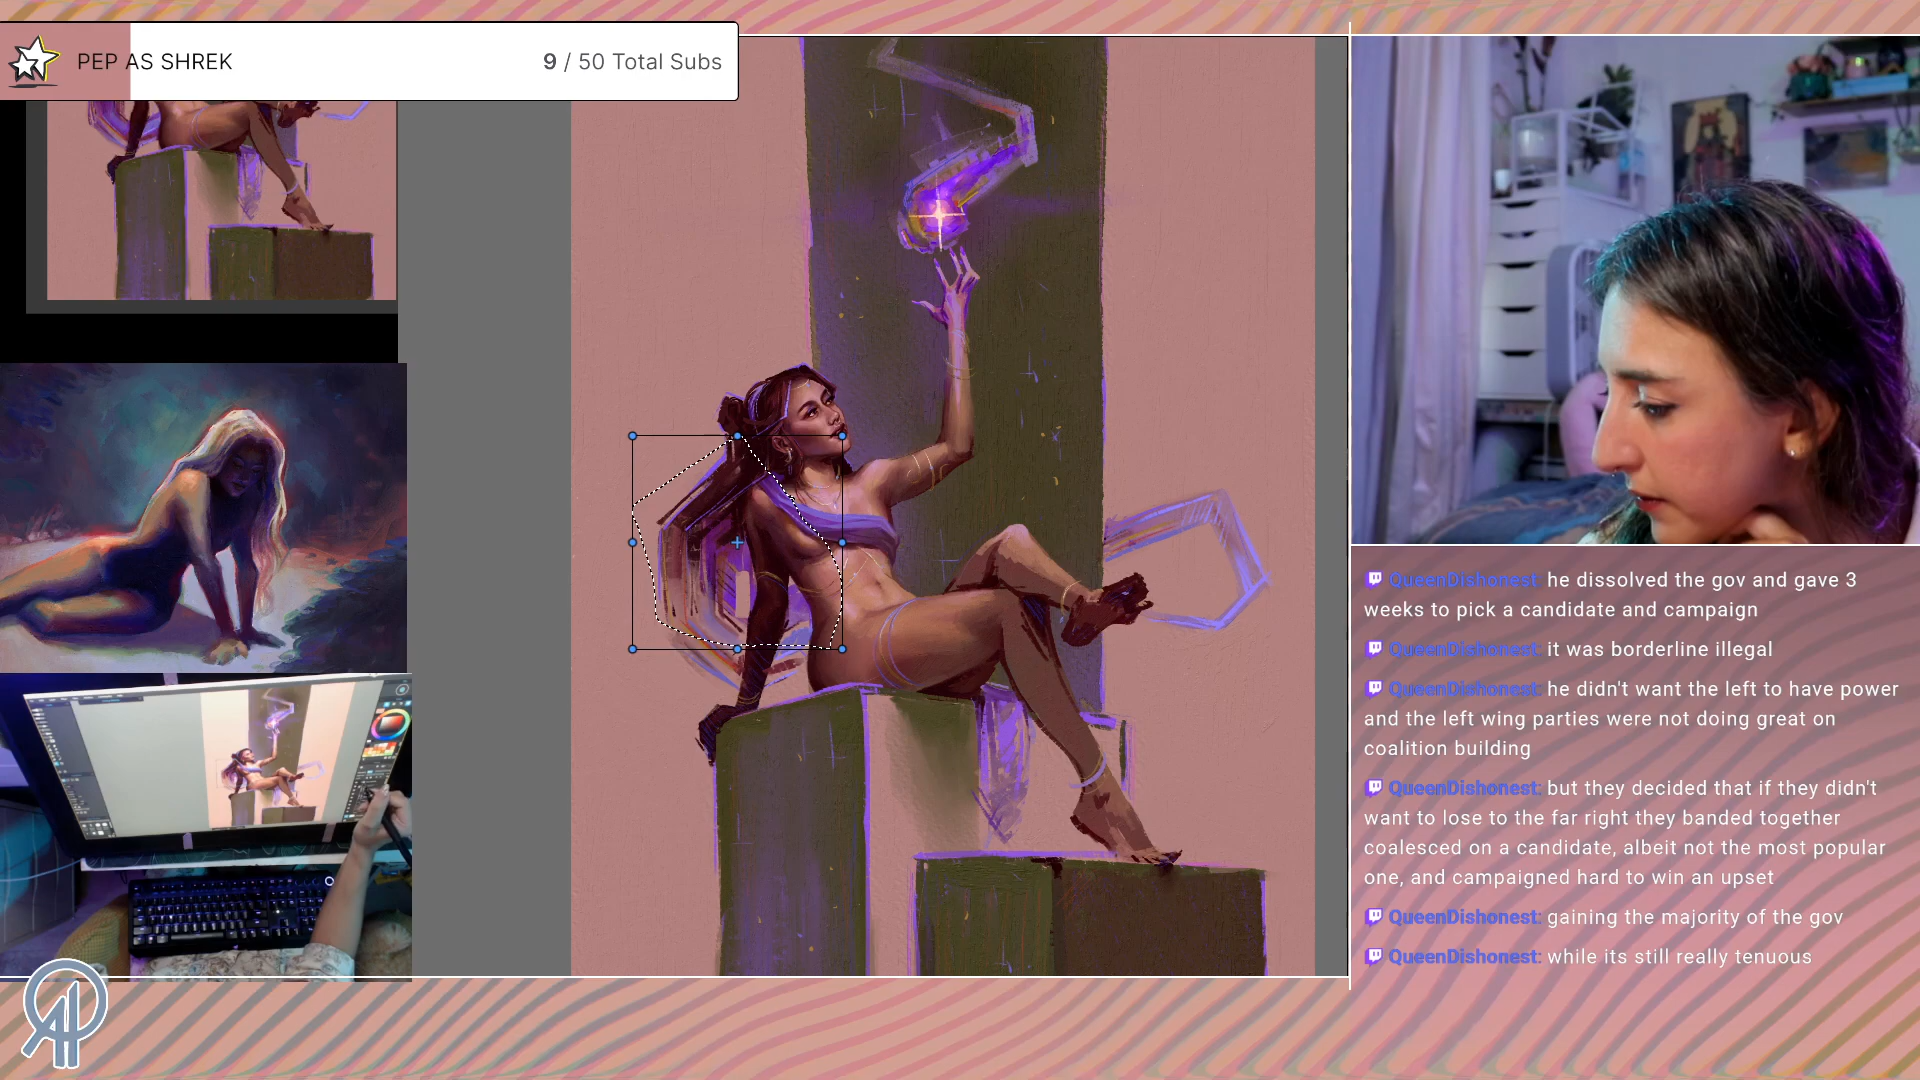 PEP AS SHREK
9 / 50 Total Subs
QueenDishonest: he dissolved the gov and gave 3
weeks to pick a candidate and campaign
QueenDishonest: it was borderline illegal
QueenDishonest: he didn't want the left to have power
and the left wing parties were not doing great on
coalition building
QueenDishonest: but they decided that if they didn't
want to lose to the far right they banded together
coalesced on a candidate, albeit not the most popular
one, and campaigned hard to win an upset
QueenDishonest: gaining the majority of the gov
QueenDishonest: while its still really tenuous